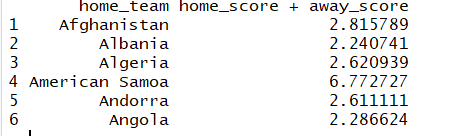 home_team home_score + away_score
1 Afghanistan 2.815789
2 Albania 2.240741
3 Algeria 2.620939
4 American Samoa 6.772727
5 Andorra 2.611111
6 Angola 2.286624